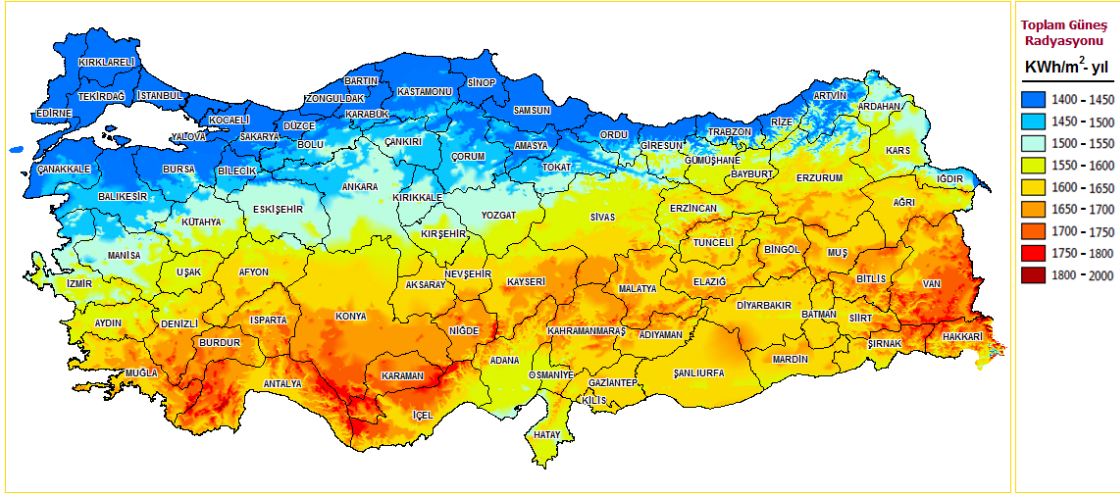 Toplam Güneş
Radyasyonu
KWh/m²- yıl
1400 - 1450
1450 - 1500
1500 - 1550
1550 - 1600
1600 - 1650
1650 - 1700
1700 - 1750
1750 - 1800
1800 - 2000
KIRKLARELİ
TEKİRDAĞ
İSTANBUL
EDİRNE
KOCAELİ
YALOVA
SAKARYA
DÜZCE
BOLU
ZONGULDAK
BARTIN
KARABÜK
KASTAMONU
SİNOP
SAMSUN
ÇANKIRI
ÇORUM
AMASYA
TOKAT
ORDU
GİRESUN
TRABZON
RİZE
ARTVİN
ARDAHAN
KARS
GÜMÜŞHANE
BAYBURT
ERZURUM
IĞDIR
AĞRI
ÇANAKKALE
BURSA
BİLECİK
BALIKESİR
KÜTAHYA
ESKİŞEHİR
ANKARA
KIRIKKALE
YOZGAT
KIRŞEHİR
SİVAS
ERZİNCAN
TUNCELİ
BİNGÖL
MUŞ
BİTLİS
VAN
MANİSA
İZMİR
UŞAK
AFYON
AKSARAY
NEVŞEHİR
KAYSERİ
MALATYA
ELAZIĞ
DİYARBAKIR
BATMAN
SİİRT
ŞIRNAK
HAKKARİ
AYDIN
DENİZLİ
ISPARTA
BURDUR
KONYA
NİĞDE
KAHRAMANMARAŞ
ADIYAMAN
ŞANLIURFA
MARDİN
MUĞLA
ANTALYA
KARAMAN
İÇEL
ADANA
OSMANİYE
GAZİANTEP
KİLİS
HATAY